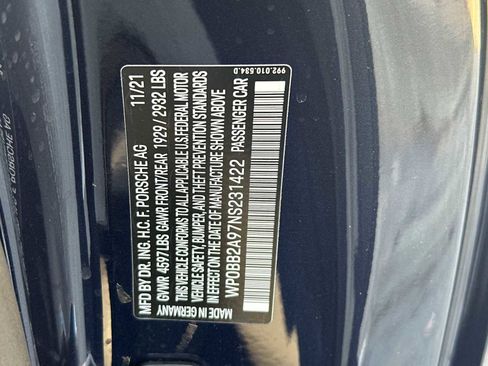 MFD BY DR. ING. H.C. F. PORSCHE AG 11/21
GVWR 4597 LBS GAWR FRONT/REAR 1929 / 2932 LBS
THIS VEHICLE CONFORMS TO ALL APPLICABLE U.S. FEDERAL MOTOR
VEHICLE SAFETY, BUMPER, AND THEFT PREVENTION STANDARDS
IN EFFECT ON THE DATE OF MANUFACTURE SHOWN ABOVE
WP0BB2A97NS231422 PASSENGER CAR
MADE IN GERMANY
992.010.534.D